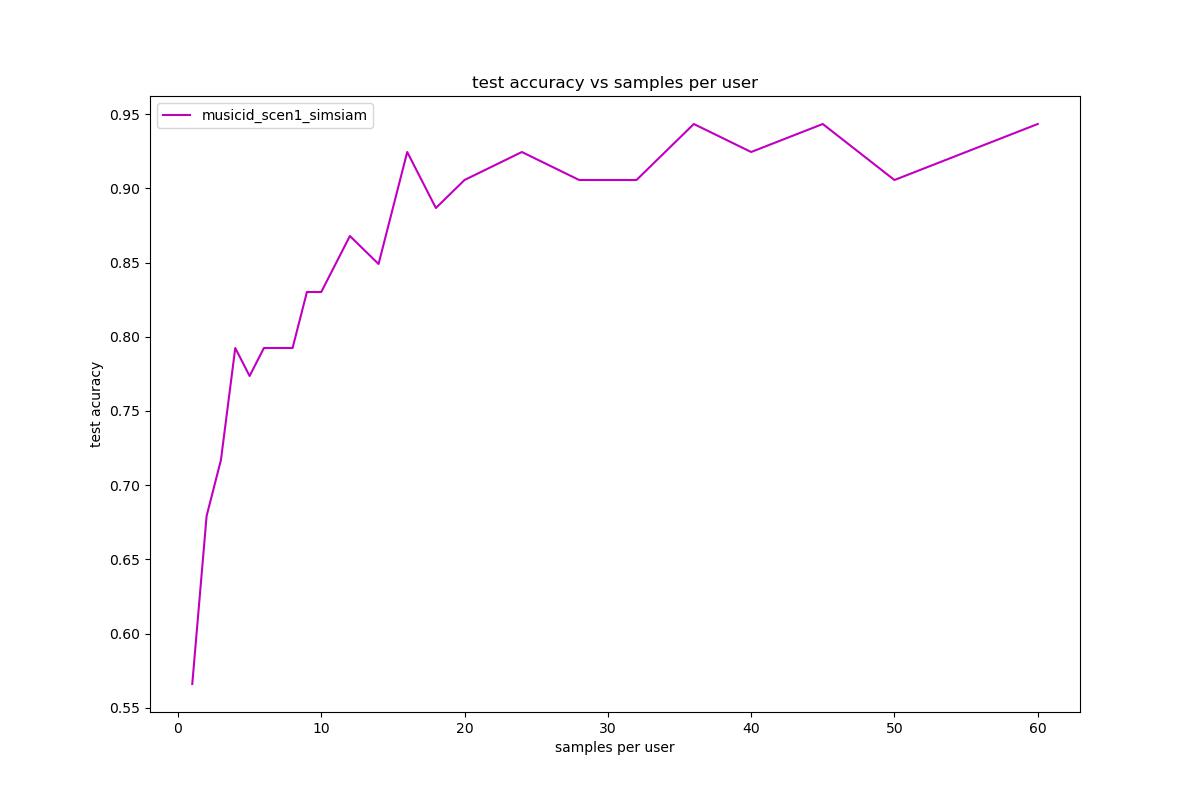 test accuracy vs samples per user
musicid_scen1_simsiam
0.95
0.90
0.85
0.80
0.75
0.70
0.65
0.60
0.55
test acuracy
0 10 20 30 40 50 60
samples per user